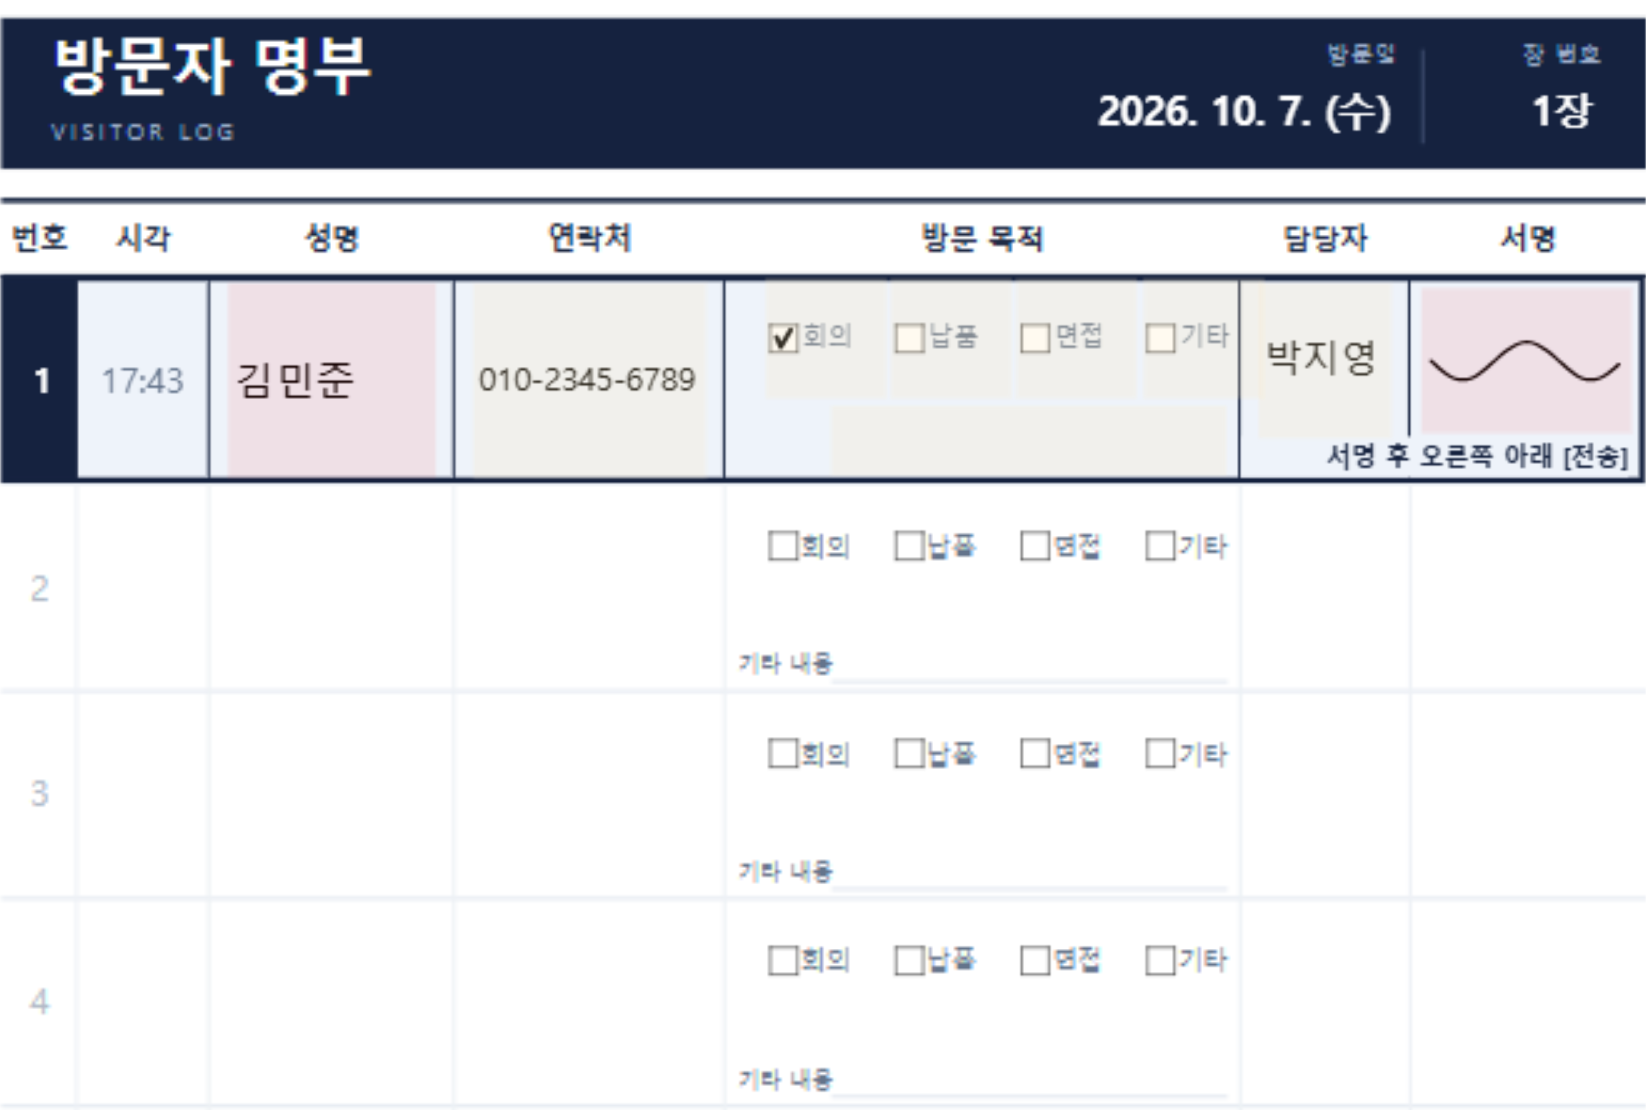 방문자 명부
VISITOR LOG
방문일
2026. 10. 7. (수)
장 번호
1장
번호 시각 성명 연락처 방문 목적 담당자 서명
1 17:43 김민준 010-2345-6789 회의 납품 면접 기타 박지영
서명 후 오른쪽 아래 [전송]
2 회의 납품 면접 기타
기타 내용
3 회의 납품 면접 기타
기타 내용
4 회의 납품 면접 기타
기타 내용